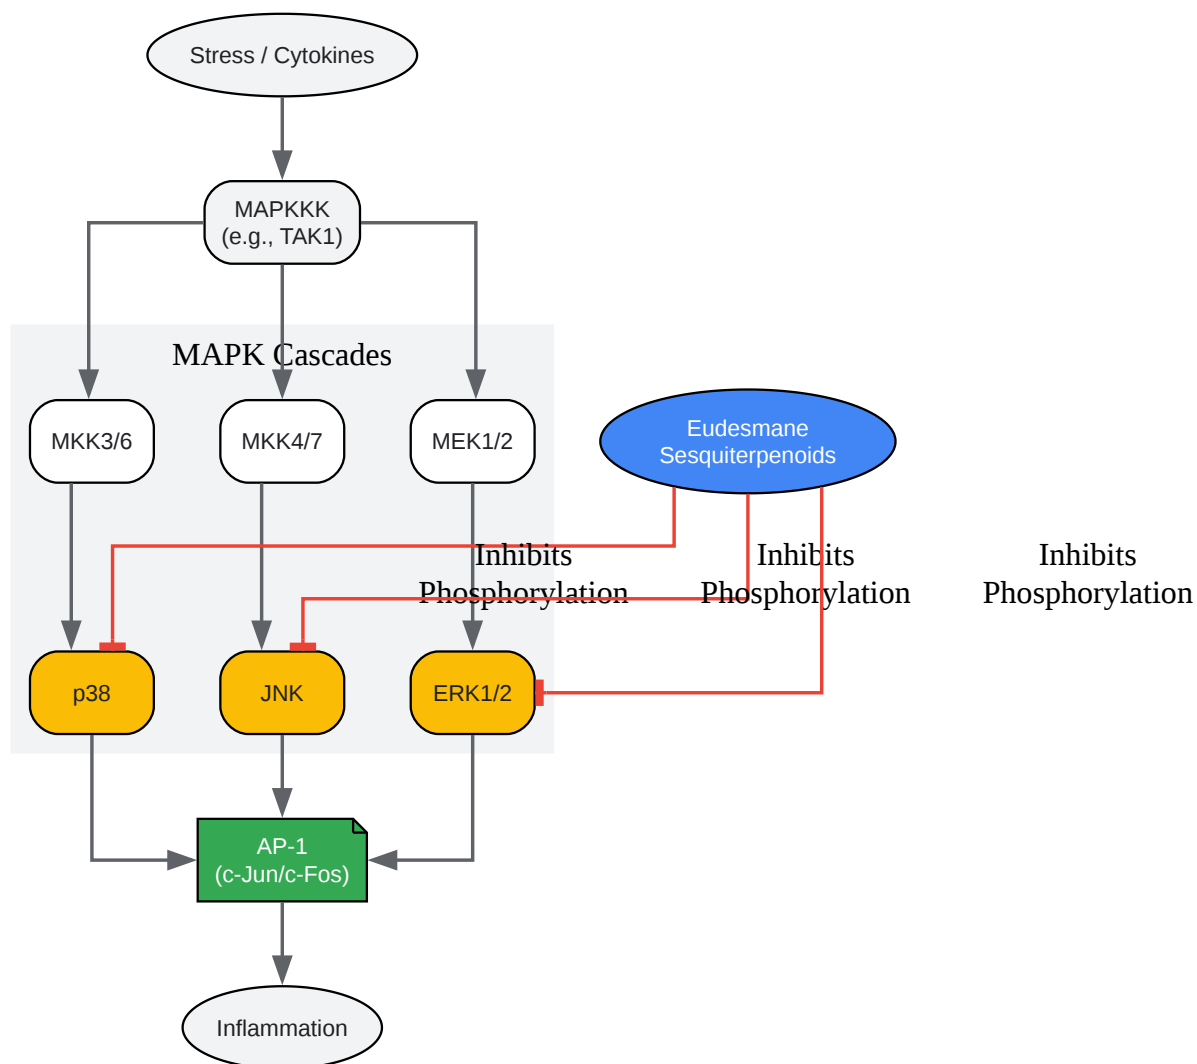 Stress / Cytokines
MAPKKK
(e.g., TAK1)
MAPK Cascades
MKK3/6
MKK4/7
MEK1/2
Eudesmane
Sesquiterpenoids
Inhibits
Phosphorylation
Inhibits
Phosphorylation
Inhibits
Phosphorylation
p38
JNK
ERK1/2
AP-1
(c-Jun/c-Fos)
Inflammation